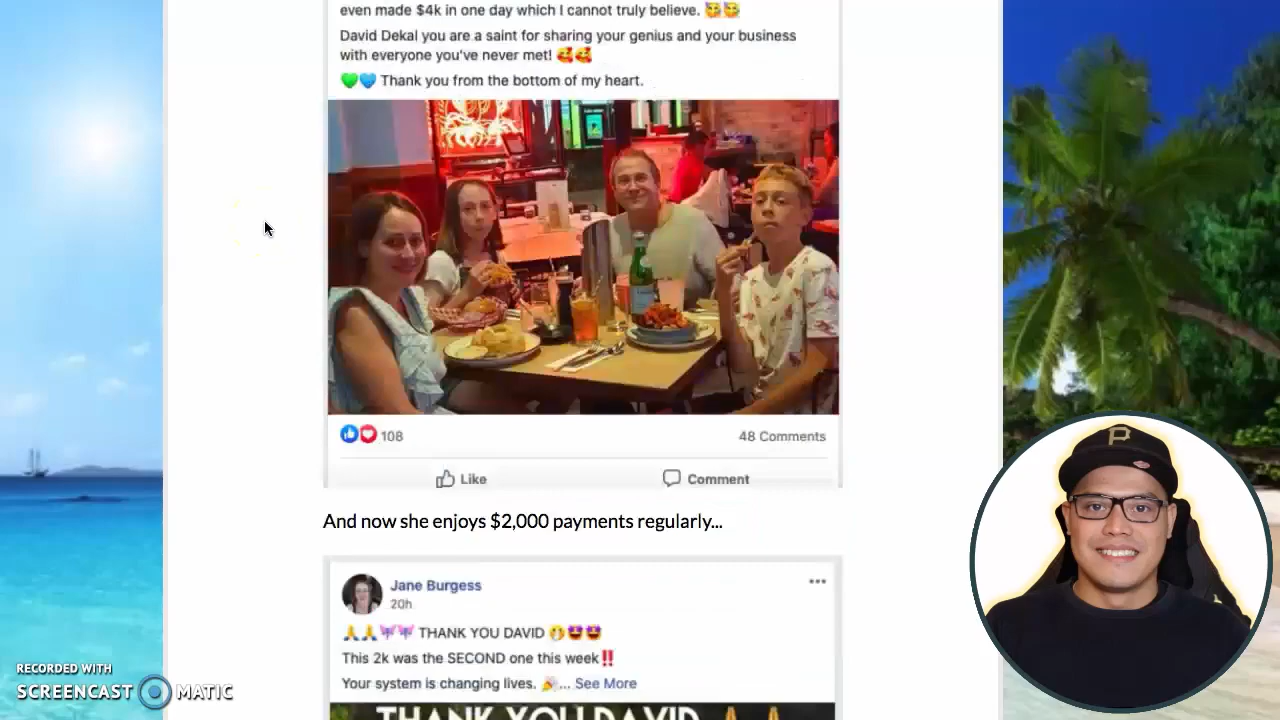 even made $4k in one day which I cannot truly believe. 🥰🥰
David Dekal you are a saint for sharing your genius and your business
with everyone you've never met! 🥰🥰
💚💙 Thank you from the bottom of my heart.
108
48 Comments
Like
Comment
And now she enjoys $2,000 payments regularly...
Jane Burgess
20h
THANK YOU DAVID
This 2k was the SECOND one this week‼️
Your system is changing lives. 🎉... See More
THANK YOU DAVID
P
RECORDED WITH
SCREENCAST MATIC